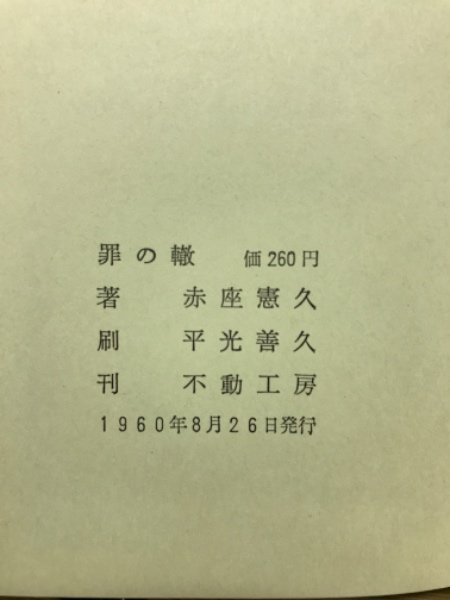 罪の轍 価260円
著 赤座憲久
刷 平光善久
刊 不動工房
1960年8月26日発行